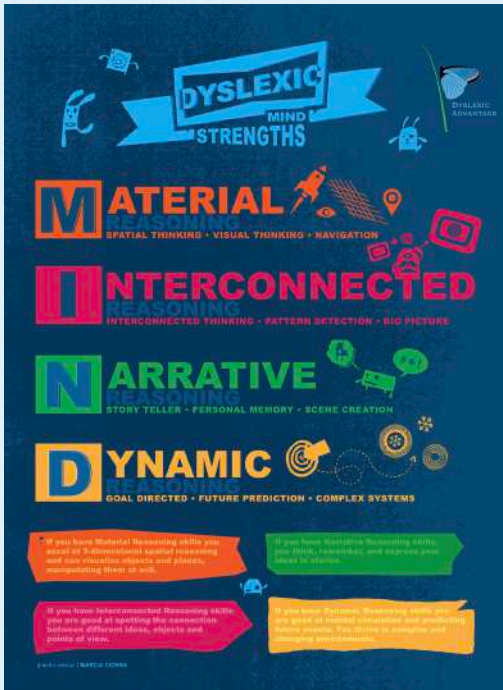 DYSLEXIC
MIND
STRENGTHS
DYSLEXIC
ADVANTAGE
MATERIAL
REASONING
SPATIAL THINKING • VISUAL THINKING • NAVIGATION
INTERCONNECTED
REASONING
INTERCONNECTED THINKING • PATTERN DETECTION • BIG PICTURE
NARRATIVE
REASONING
STORY TELLER • PERSONAL MEMORY • SCENE CREATION
DYNAMIC
REASONING
GOAL DIRECTED • FUTURE PREDICTION • COMPLEX SYSTEMS
If you have Material Reasoning skills you
excel at 3-dimensional spatial reasoning
and can visualize objects and planes,
manipulating them at will.
If you have Narrative Reasoning skills,
you think, remember, and express your
ideas in stories.
If you have Interconnected Reasoning skills
you are good at spotting the connection
between different ideas, objects and
points of view.
If you have Dynamic Reasoning skills you
are good at mental simulation and predicting
future events. You thrive in complex and
changing environments.